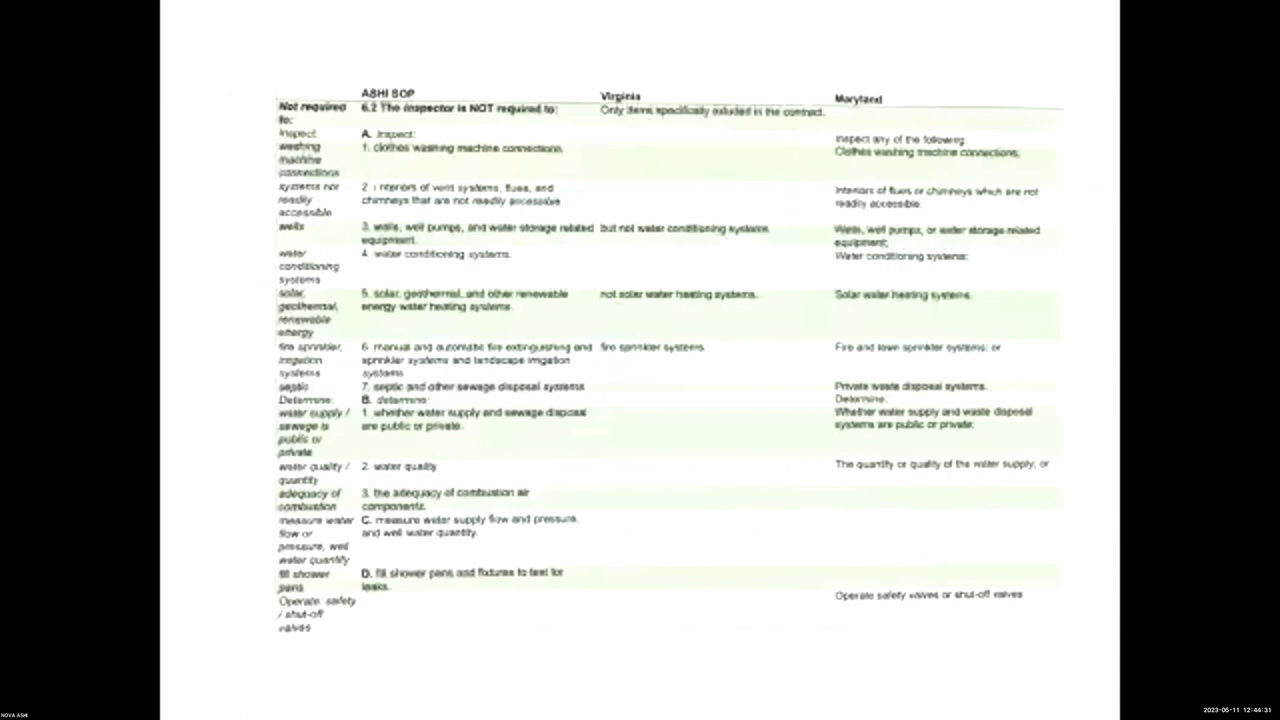 ASHI SOP Virginia Maryland
Not required to:
6.2 The inspector is NOT required to:
Only items specifically exluded in the contract.
Inspect:
A. Inspect:
Inspect any of the following:
washing machine connections
1. clothes washing machine connections.
Clothes washing machine connections;
systems not readily accessible
2. interiors of vent systems, flues, and
chimneys that are not readily accessible
Interiors of flues or chimneys which are not
readily accessible.
wells
3. wells, well pumps, and water storage related
equipment.
but not water conditioning systems
Wells, well pumps, or water storage related
equipment;
water conditioning systems
4. water conditioning systems.
Water conditioning systems;
solar, geothermal, renewable energy
5. solar, geothermal, and other renewable
energy water heating systems.
not solar water heating systems.
Solar water heating systems.
fire sprinkler, irrigation systems
6. manual and automatic fire extinguishing and
sprinkler systems and landscape irrigation
systems
fire sprinkler systems.
Fire and lawn sprinkler systems; or
septic
7. septic and other sewage disposal systems
Private waste disposal systems.
Determine:
B. determine:
Determine:
water supply / sewage is public or private
1. whether water supply and sewage disposal
are public or private.
Whether water supply and waste disposal
systems are public or private;
water quality / quantity
2. water quality
The quantity or quality of the water supply; or
adequacy of combustion
3. the adequacy of combustion air
components.
measure water flow or pressure, well water quantity
C. measure water supply flow and pressure,
and well water quantity.
fill shower pans
D. fill shower pans and fixtures to test for
leaks.
Operate: safety / shut-off valves
Operate safety valves or shut-off valves
NOVA ASHI
2023-05-11 12:44:31